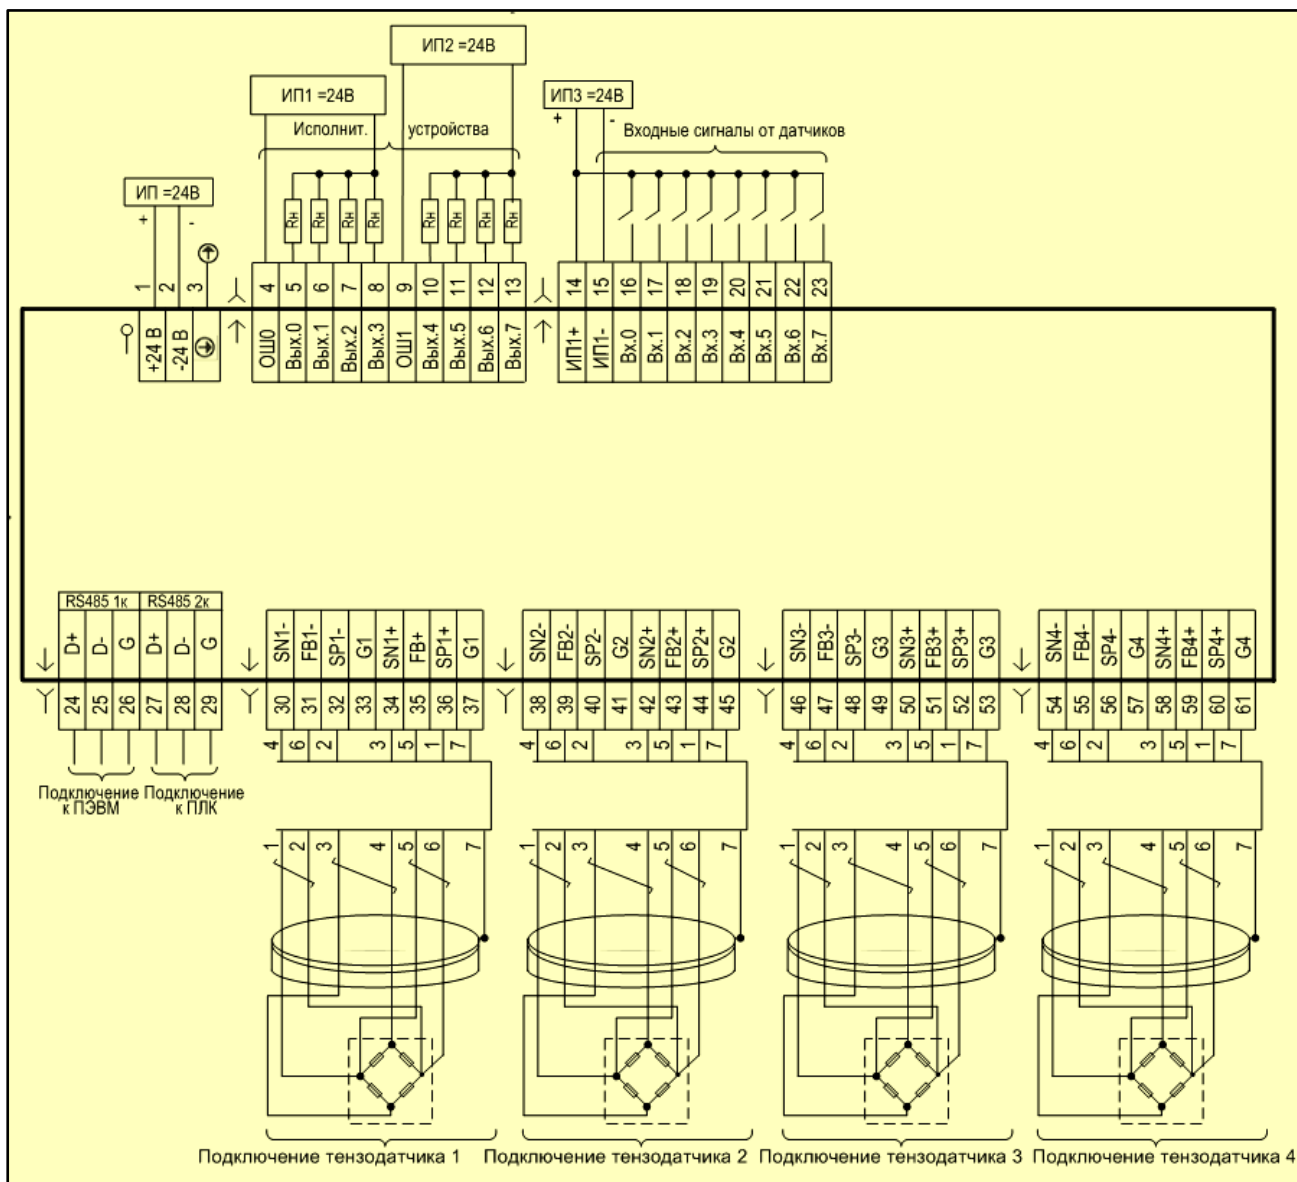 ИП2 =24В
ИП1 =24В
ИП3 =24В
+ -
Исполнит. устройства
Входные сигналы от датчиков
ИП =24В
+ -
Rн Rн Rн Rн Rн Rн Rн Rн
1 2 3 4 5 6 7 8 9 10 11 12 13 14 15 16 17 18 19 20 21 22 23
+24 В -24 В ОШ0 Вых.0 Вых.1 Вых.2 Вых.3 ОШ1 Вых.4 Вых.5 Вых.6 Вых.7 ИП1+ ИП1- Вх.0 Вх.1 Вх.2 Вх.3 Вх.4 Вх.5 Вх.6 Вх.7
RS485 1к RS485 2к
D+ D- G D+ D- G SN1- FB1- SP1- G1 SN1+ FB+ SP1+ G1 SN2- FB2- SP2- G2 SN2+ FB2+ SP2+ G2 SN3- FB3- SP3- G3 SN3+ FB3+ SP3+ G3 SN4- FB4- SP4- G4 SN4+ FB4+ SP4+ G4
24 25 26 27 28 29 30 31 32 33 34 35 36 37 38 39 40 41 42 43 44 45 46 47 48 49 50 51 52 53 54 55 56 57 58 59 60 61
4 6 2 3 5 1 7 4 6 2 3 5 1 7 4 6 2 3 5 1 7 4 6 2 3 5 1 7
Подключение Подключение
к ПЭВМ к ПЛК
1 2 3 4 5 6 7 1 2 3 4 5 6 7 1 2 3 4 5 6 7 1 2 3 4 5 6 7
Подключение тензодатчика 1 Подключение тензодатчика 2 Подключение тензодатчика 3 Подключение тензодатчика 4